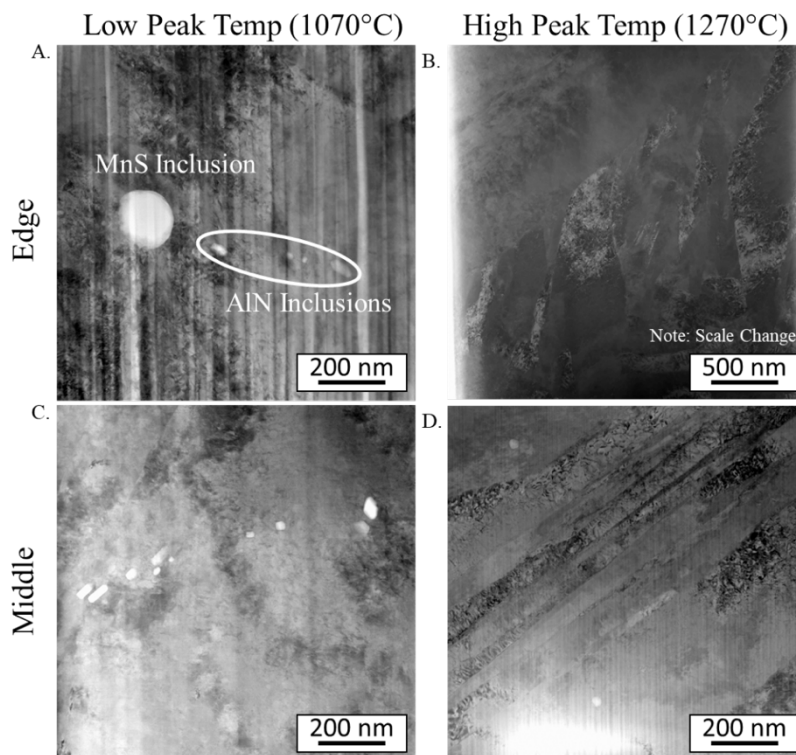 Low Peak Temp (1070°C)
High Peak Temp (1270°C)
A.
B.
MnS Inclusion
AlN Inclusions
Edge
200 nm
Note: Scale Change
500 nm
C.
D.
Middle
200 nm
200 nm